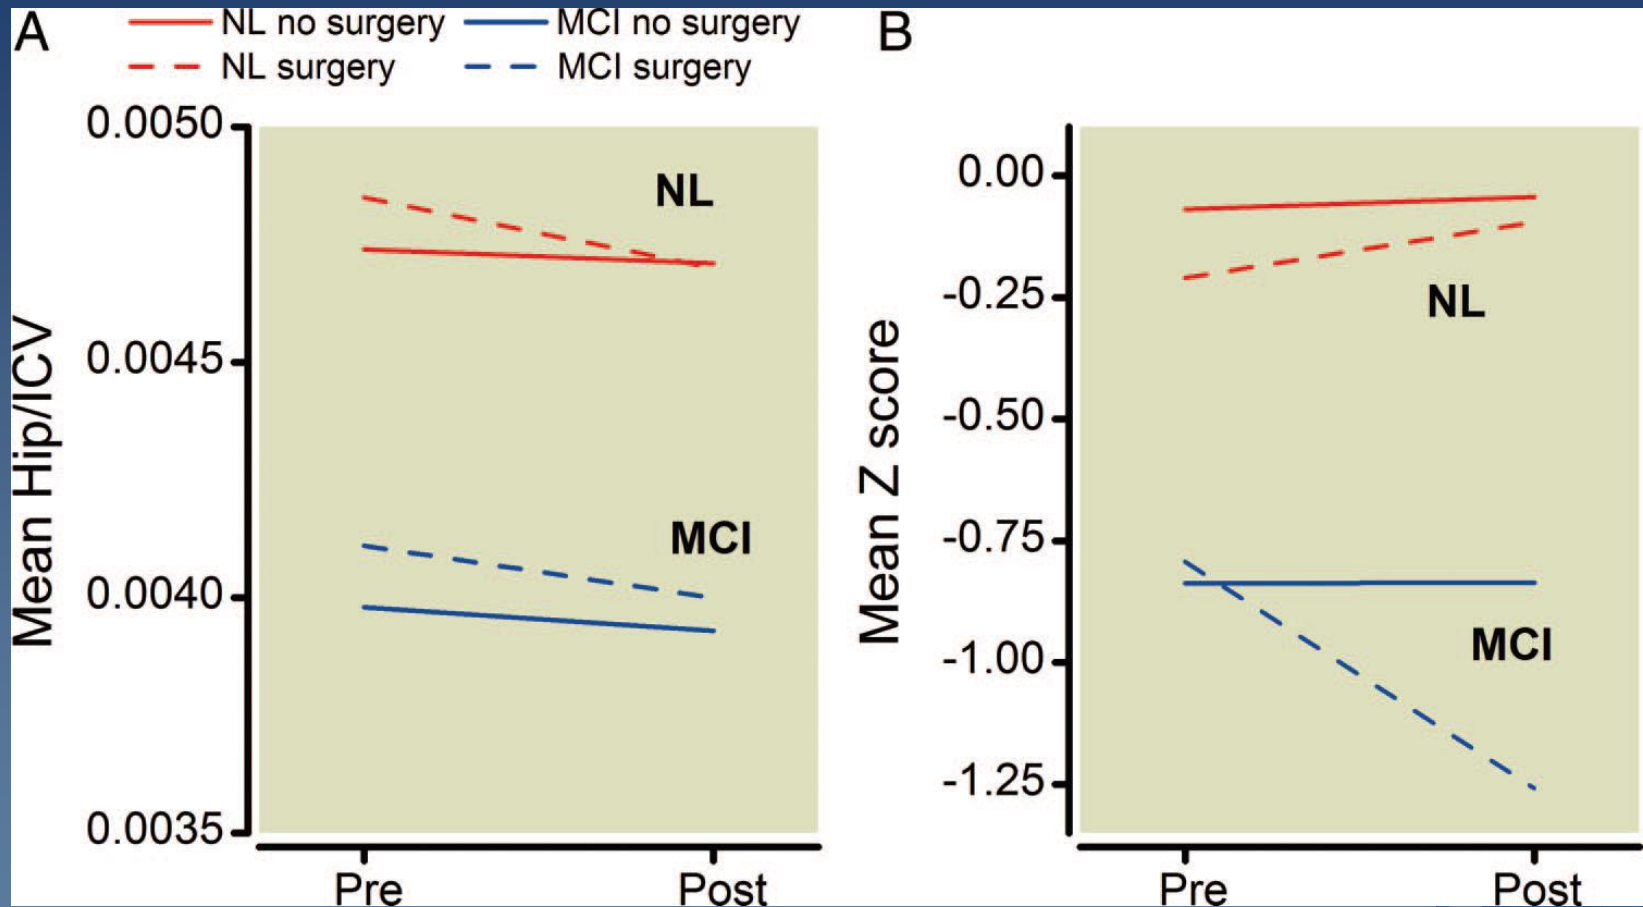 A
NL no surgery
MCI no surgery
NL surgery
MCI surgery
0.0050
0.0045
0.0040
0.0035
Mean Hip/ICV
NL
MCI
Pre
Post
B
0.00
-0.25
-0.50
-0.75
-1.00
-1.25
Mean Z score
NL
MCI
Pre
Post